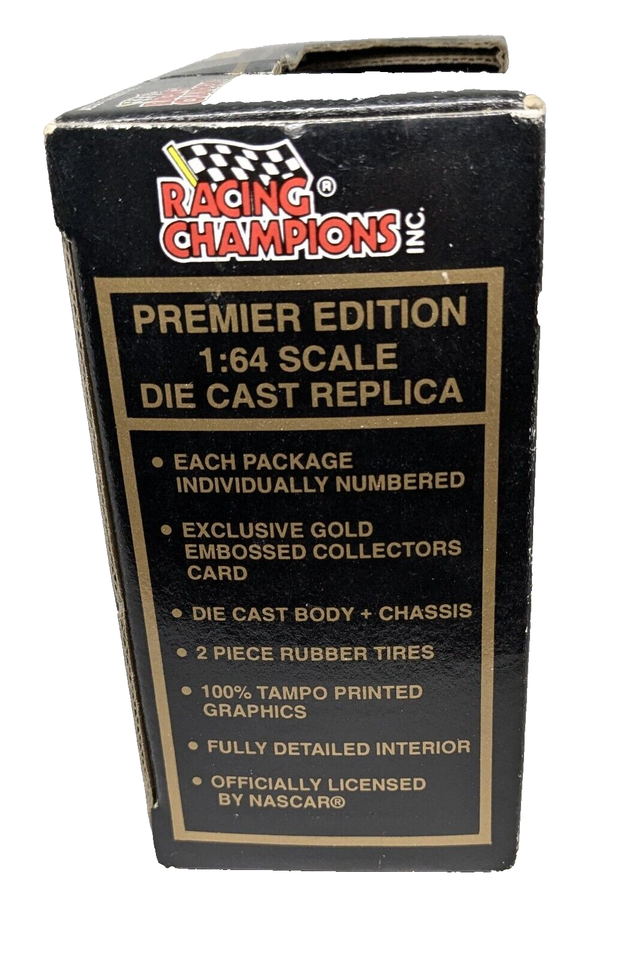 RACING ®
CHAMPIONS INC.
PREMIER EDITION
1:64 SCALE
DIE CAST REPLICA
• EACH PACKAGE
INDIVIDUALLY NUMBERED
• EXCLUSIVE GOLD
EMBOSSED COLLECTORS
CARD
• DIE CAST BODY + CHASSIS
• 2 PIECE RUBBER TIRES
• 100% TAMPO PRINTED
GRAPHICS
• FULLY DETAILED INTERIOR
• OFFICIALLY LICENSED
BY NASCAR®